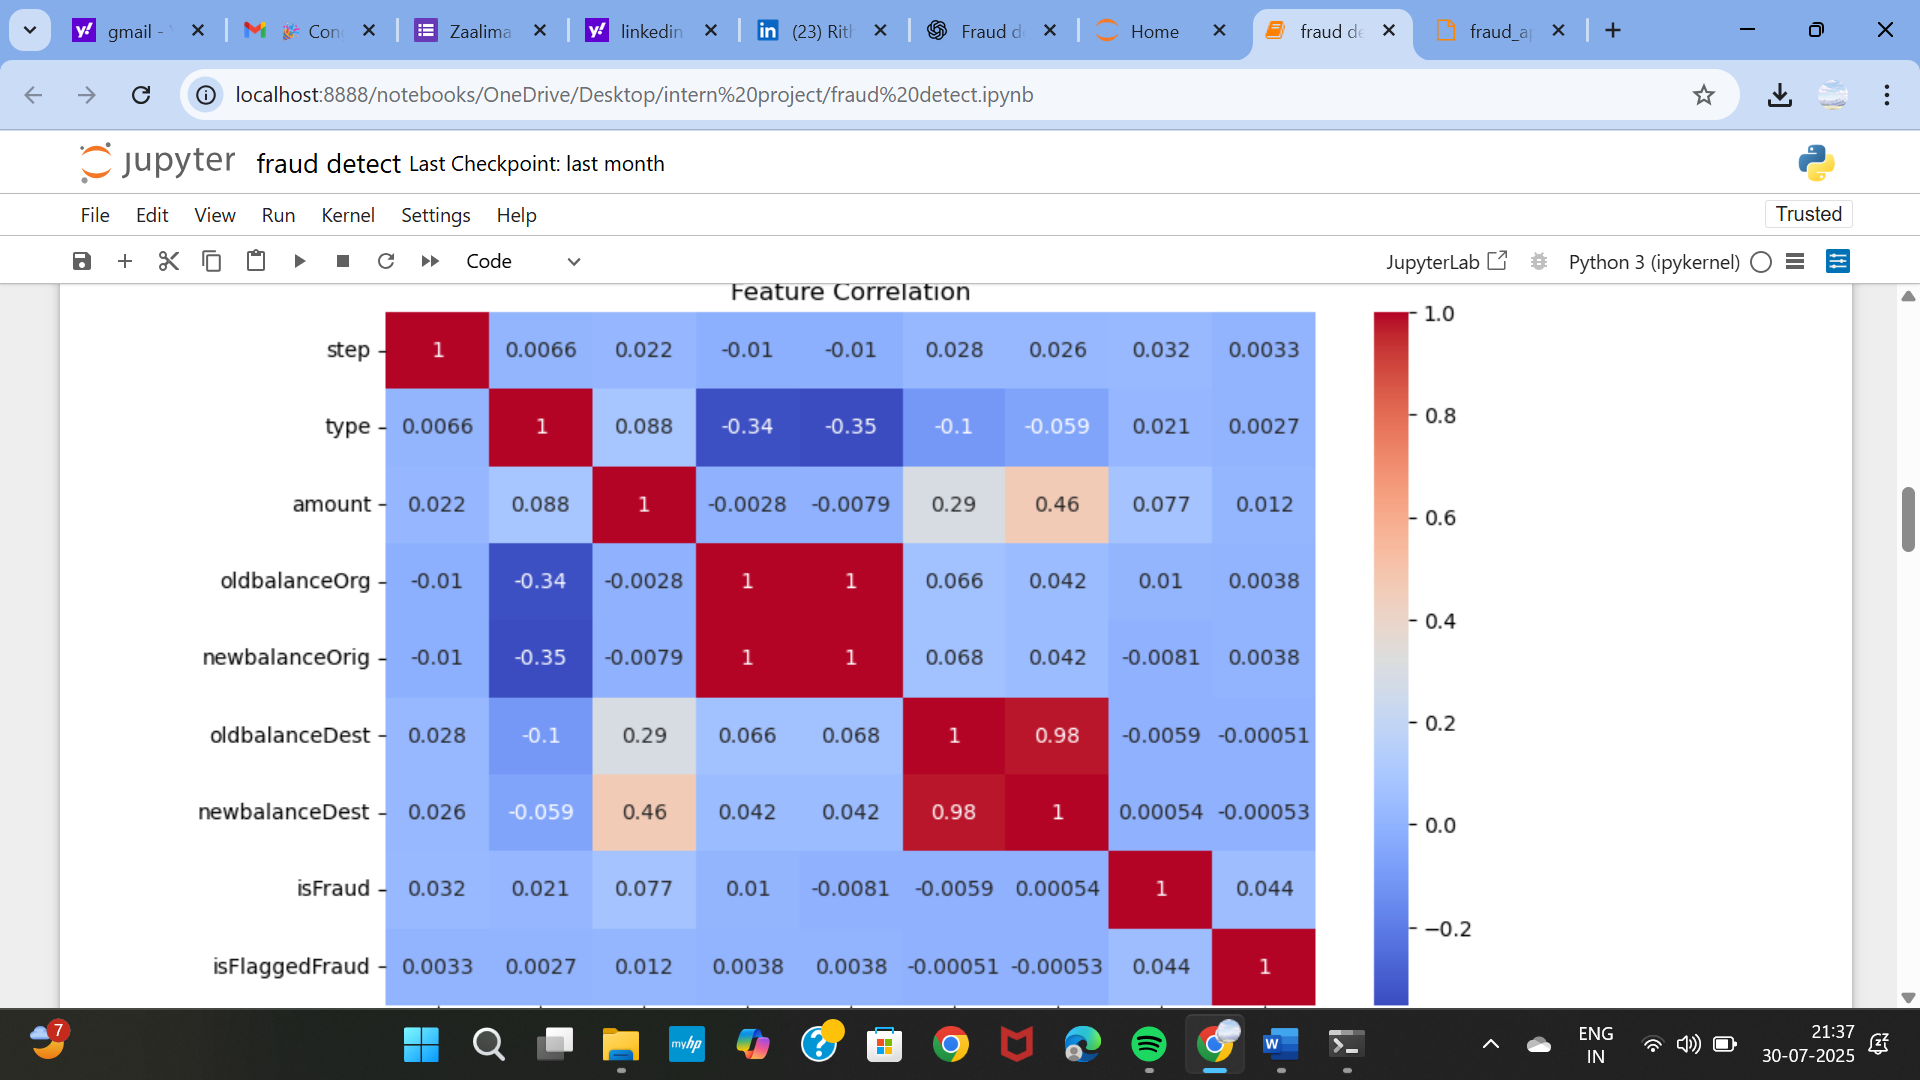 gmail -
Con
Zaalima
linkedin
(23) Rith
Fraud d
Home
fraud de
fraud_a
localhost:8888/notebooks/OneDrive/Desktop/intern%20project/fraud%20detect.ipynb
jupyter fraud detect Last Checkpoint: last month
File Edit View Run Kernel Settings Help Trusted
Code JupyterLab Python 3 (ipykernel)
Feature Correlation
step 1 0.0066 0.022 -0.01 -0.01 0.028 0.026 0.032 0.0033
type 0.0066 1 0.088 -0.34 -0.35 -0.1 -0.059 0.021 0.0027
amount 0.022 0.088 1 -0.0028 -0.0079 0.29 0.46 0.077 0.012
oldbalanceOrg -0.01 -0.34 -0.0028 1 1 0.066 0.042 0.01 0.0038
newbalanceOrig -0.01 -0.35 -0.0079 1 1 0.068 0.042 -0.0081 0.0038
oldbalanceDest 0.028 -0.1 0.29 0.066 0.068 1 0.98 -0.0059 -0.00051
newbalanceDest 0.026 -0.059 0.46 0.042 0.042 0.98 1 0.00054 -0.00053
isFraud 0.032 0.021 0.077 0.01 -0.0081 -0.0059 0.00054 1 0.044
isFlaggedFraud 0.0033 0.0027 0.012 0.0038 0.0038 -0.00051 -0.00053 0.044 1
1.0
0.8
0.6
0.4
0.2
0.0
−0.2
7
myhp
ENG
IN
21:37
30-07-2025